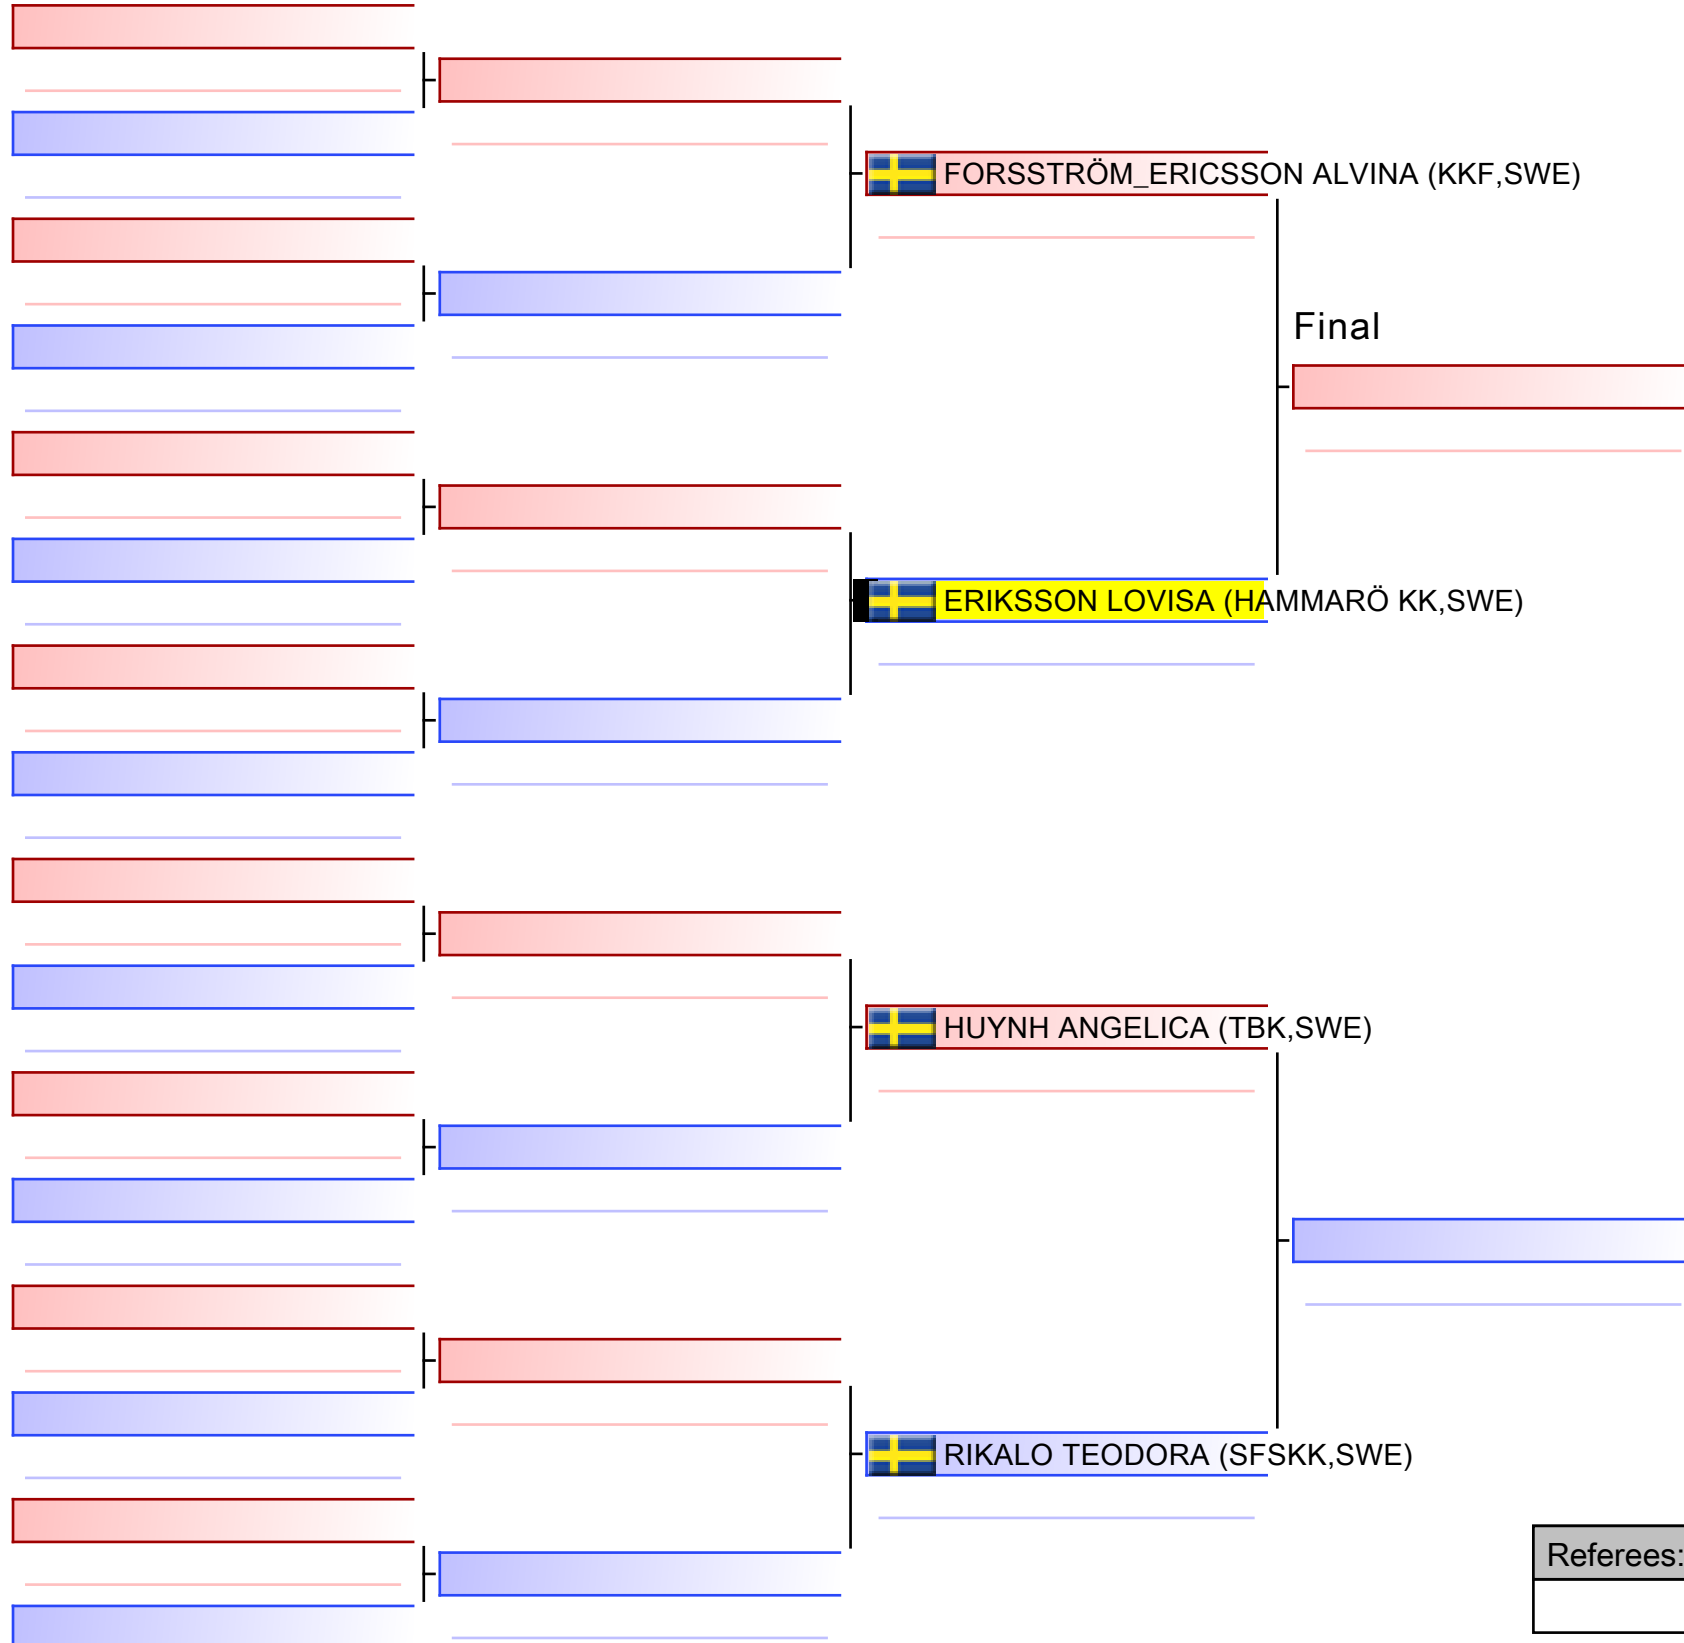 FORSSTRÖM_ERICSSON ALVINA (KKF,SWE)
Final
ERIKSSON LOVISA (HAMMARÖ KK,SWE)
HUYNH ANGELICA (TBK,SWE)
RIKALO TEODORA (SFSKK,SWE)
Referees: